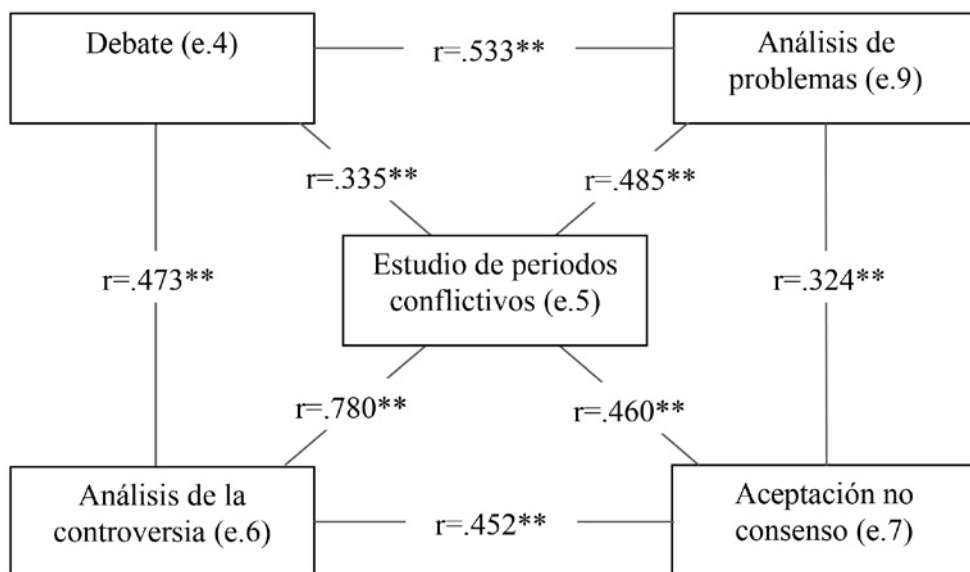 Debate (e.4)
r=.533**
Análisis de
problemas (e.9)
r=.335**
r=.485**
Estudio de periodos
conflictivos (e.5)
r=.473**
r=.324**
r=.780**
r=.460**
Análisis de la
controversia (e.6)
r=.452**
Aceptación no
consenso (e.7)